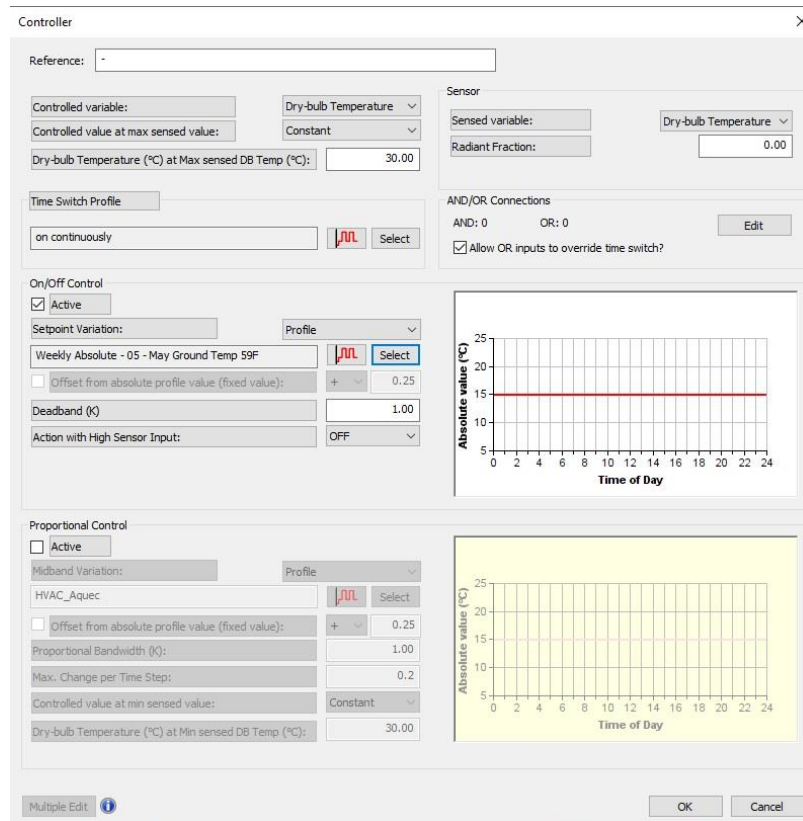 Controller
Reference: -
Controlled variable: Dry-bulb Temperature
Controlled value at max sensed value: Constant
Dry-bulb Temperature (°C) at Max sensed DB Temp (°C): 30.00
Sensor
Sensed variable: Dry-bulb Temperature
Radiant Fraction: 0.00
Time Switch Profile
on continuously Select
AND/OR Connections
AND: 0 OR: 0 Edit
Allow OR inputs to override time switch?
On/Off Control
Active
Setpoint Variation: Profile
Weekly Absolute - 05 - May Ground Temp 59F Select
Offset from absolute profile value (fixed value): + 0.25
Deadband (K) 1.00
Action with High Sensor Input: OFF
Absolute value (°C)
25
20
15
10
5
0 2 4 6 8 10 12 14 16 18 20 22 24
Time of Day
Proportional Control
Active
Midband Variation: Profile
HVAC_Aquec Select
Offset from absolute profile value (fixed value): + 0.25
Proportional Bandwidth (K): 1.00
Max. Change per Time Step: 0.2
Controlled value at min sensed value: Constant
Dry-bulb Temperature (°C) at Min sensed DB Temp (°C): 30.00
Absolute value (°C)
25
20
15
10
5
0 2 4 6 8 10 12 14 16 18 20 22 24
Time of Day
Multiple Edit OK Cancel